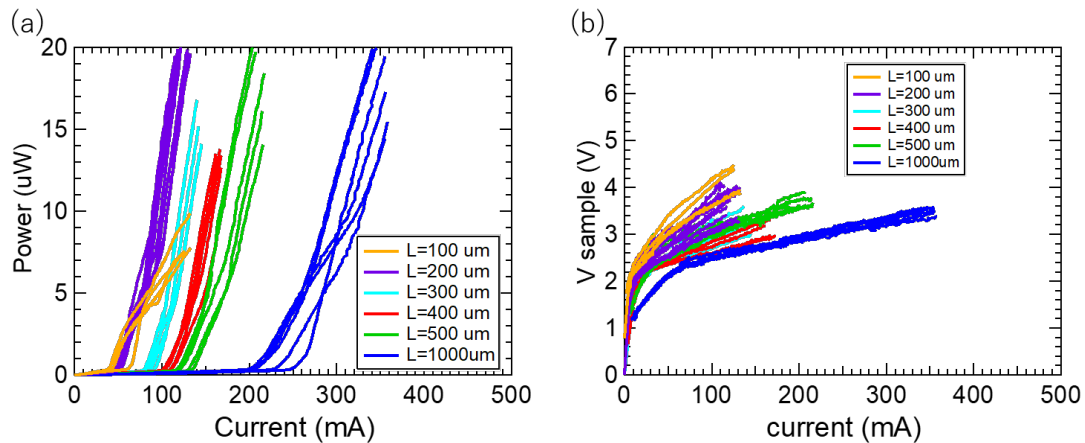 (a)
20
15
10
5
0
Power (uW)
L=100 um
L=200 um
L=300 um
L=400 um
L=500 um
L=1000um
0 100 200 300 400 500
Current (mA)
(b)
7
6
5
4
3
2
1
0
V sample (V)
L=100 um
L=200 um
L=300 um
L=400 um
L=500 um
L=1000um
0 100 200 300 400 500
current (mA)